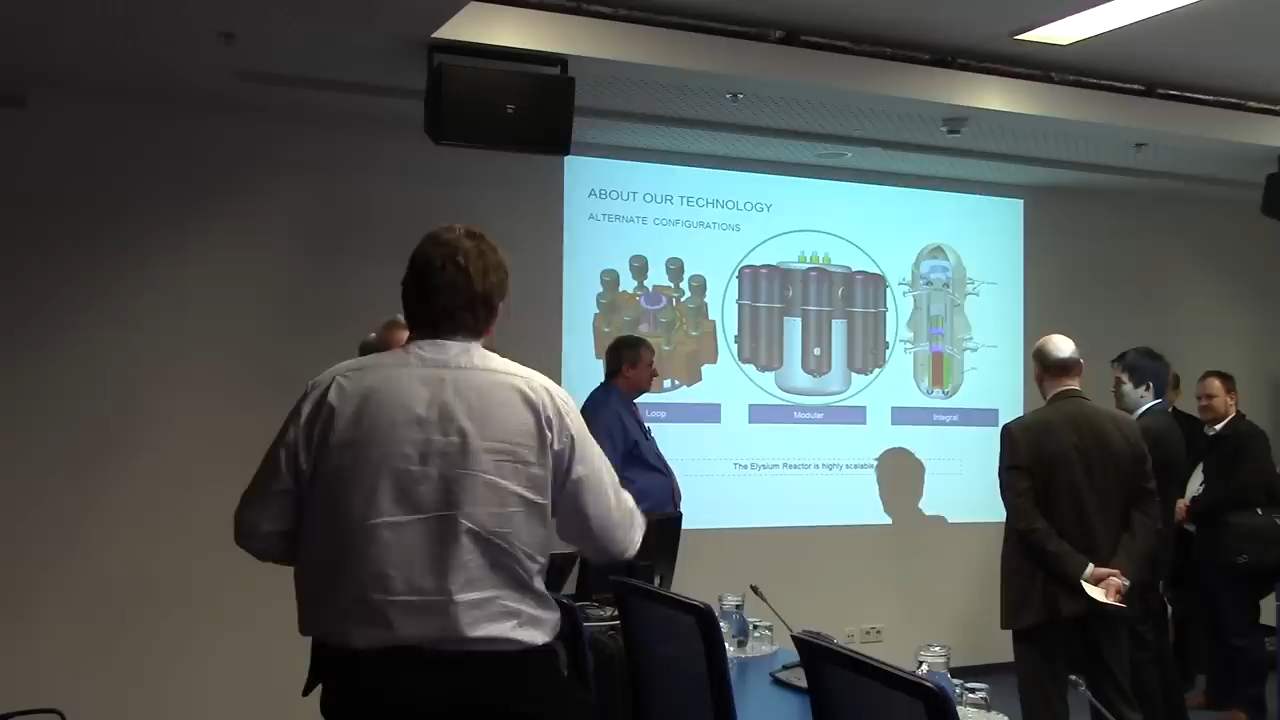 ABOUT OUR TECHNOLOGY
ALTERNATE CONFIGURATIONS
Loop
Modular
Integral
The Elysium Reactor is highly scalable